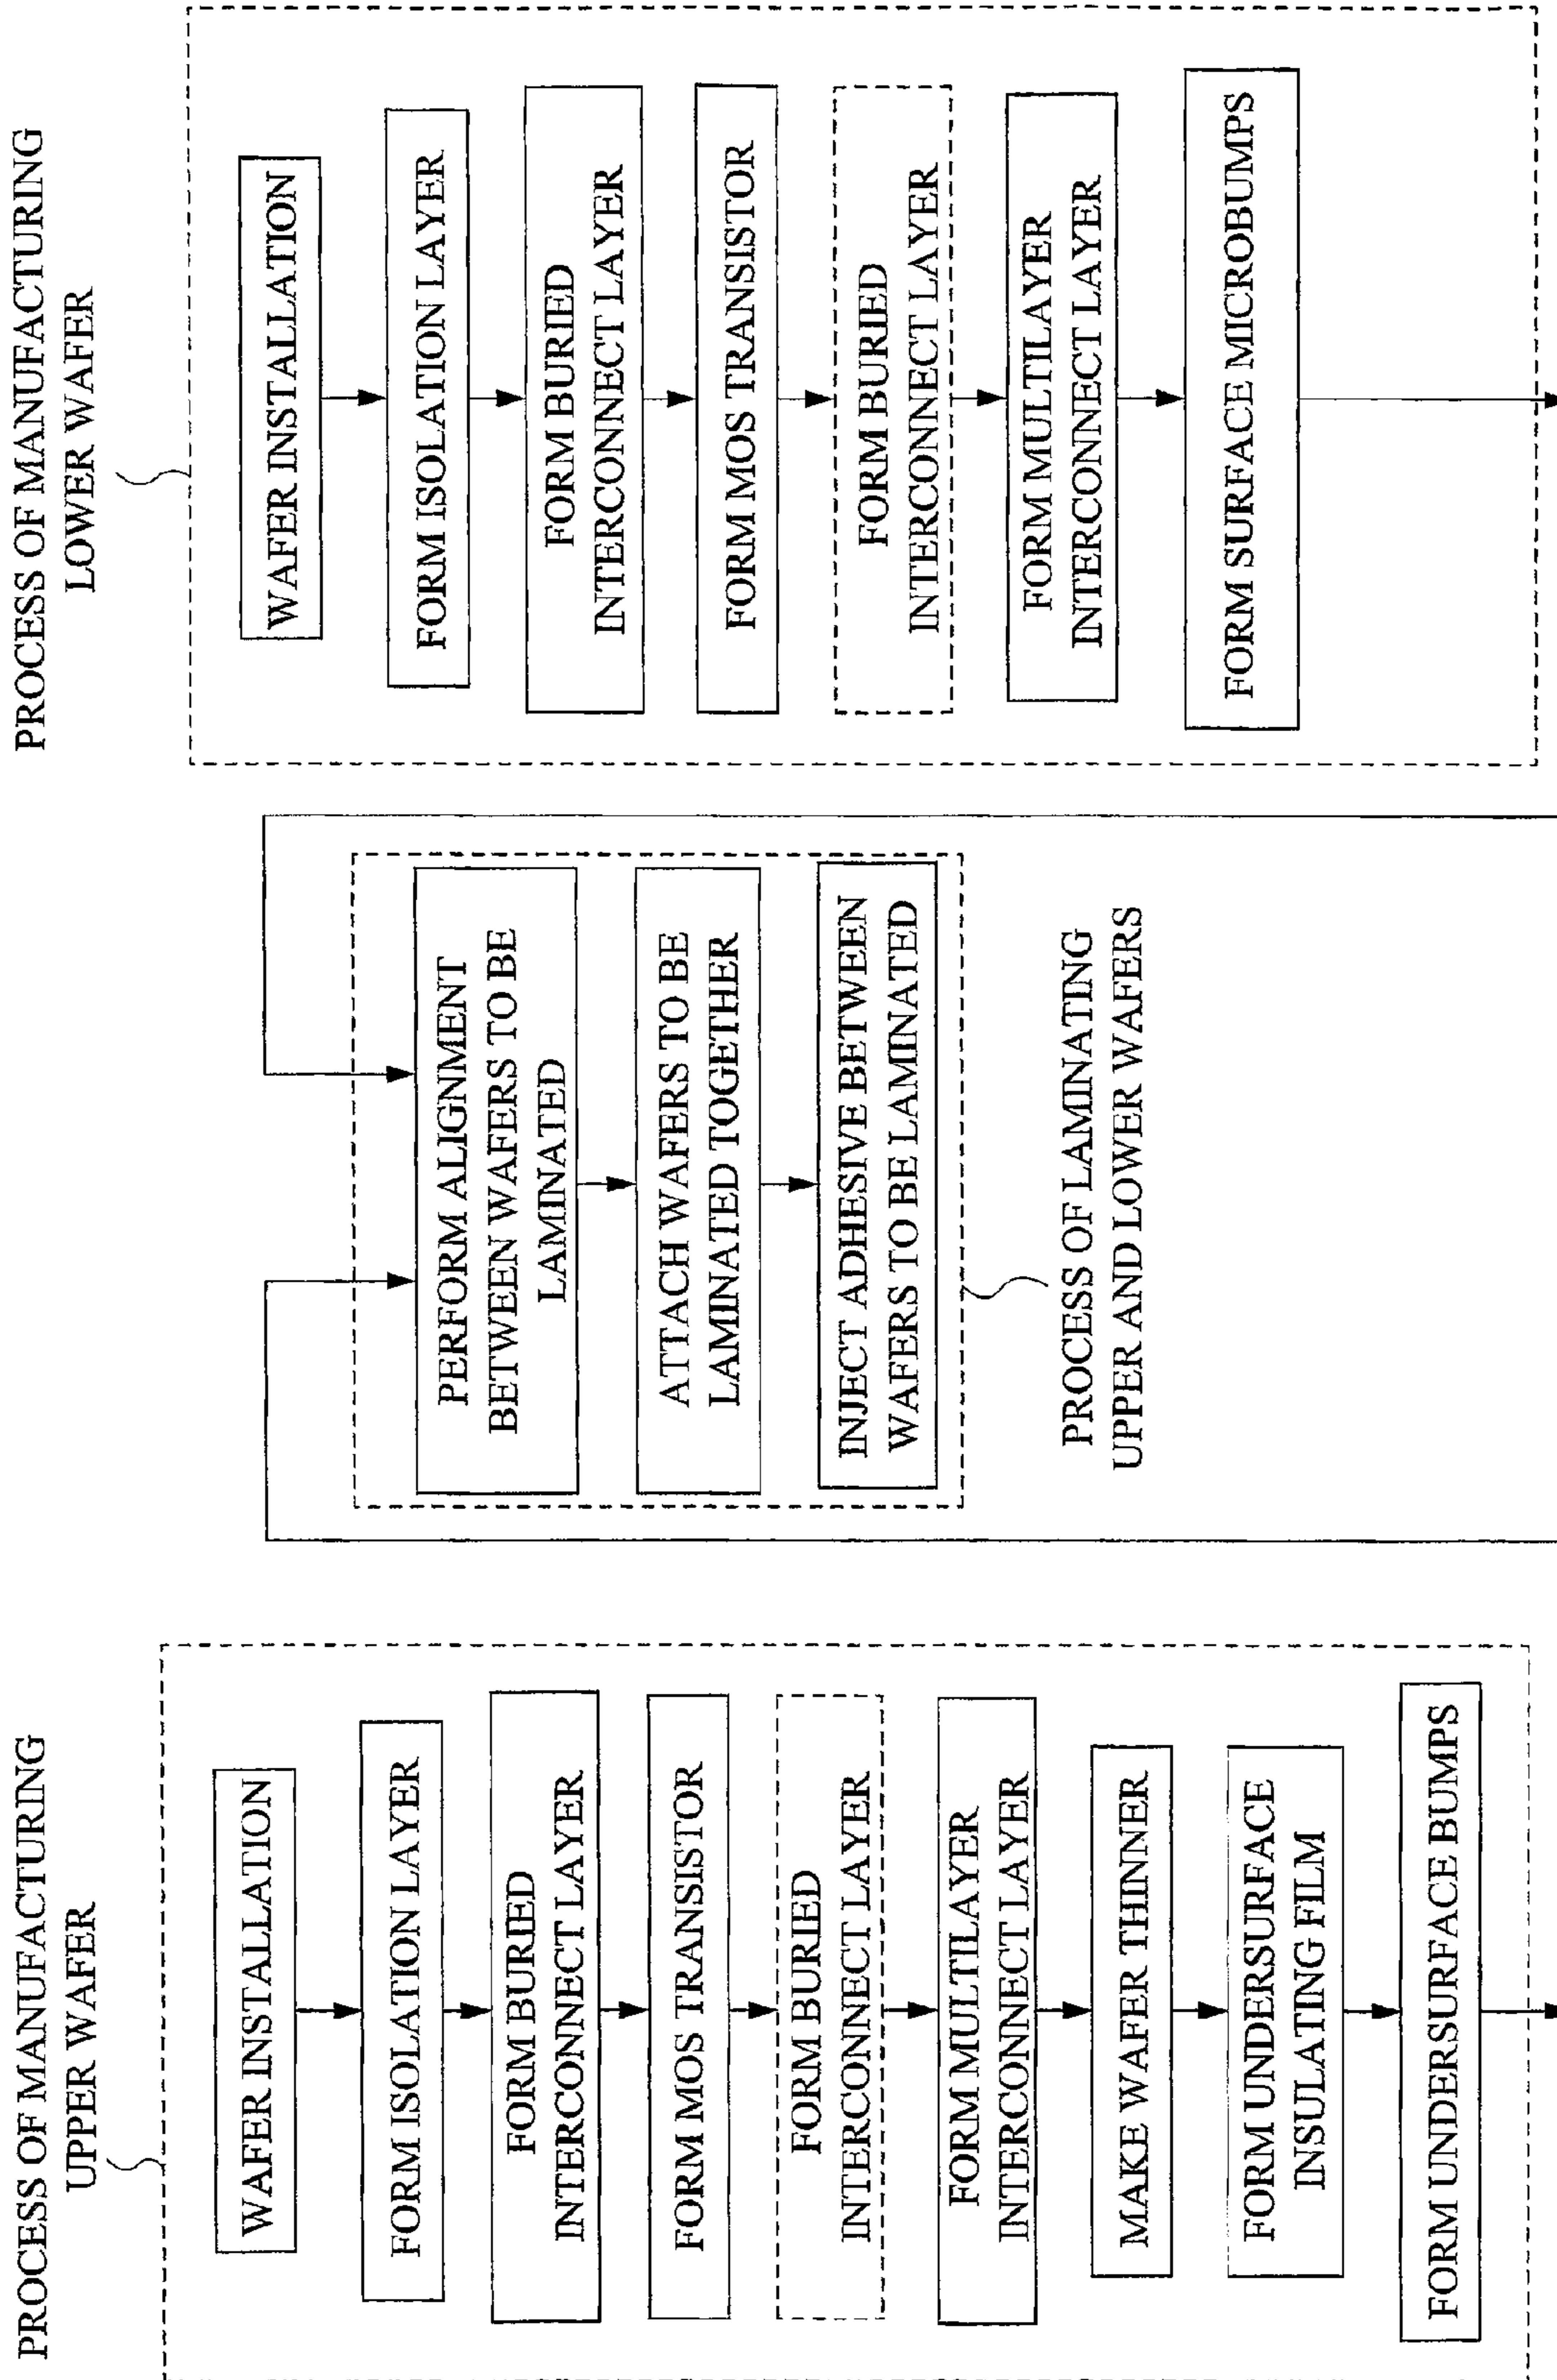 PROCESS OF MANUFACTURING
UPPER WAFER
WAFER INSTALLATION
FORM ISOLATION LAYER
FORM BURIED
INTERCONNECT LAYER
FORM MOS TRANSISTOR
FORM BURIED
INTERCONNECT LAYER
FORM MULTILAYER
INTERCONNECT LAYER
MAKE WAFER THINNER
FORM UNDERSURFACE
INSULATING FILM
FORM UNDERSURFACE BUMPS
PERFORM ALIGNMENT
BETWEEN WAFERS TO BE
LAMINATED
ATTACH WAFERS TO BE
LAMINATED TOGETHER
INJECT ADHESIVE BETWEEN
WAFERS TO BE LAMINATED
PROCESS OF LAMINATING
UPPER AND LOWER WAFERS
PROCESS OF MANUFACTURING
LOWER WAFER
WAFER INSTALLATION
FORM ISOLATION LAYER
FORM BURIED
INTERCONNECT LAYER
FORM MOS TRANSISTOR
FORM BURIED
INTERCONNECT LAYER
FORM MULTILAYER
INTERCONNECT LAYER
FORM SURFACE MICROBUMPS